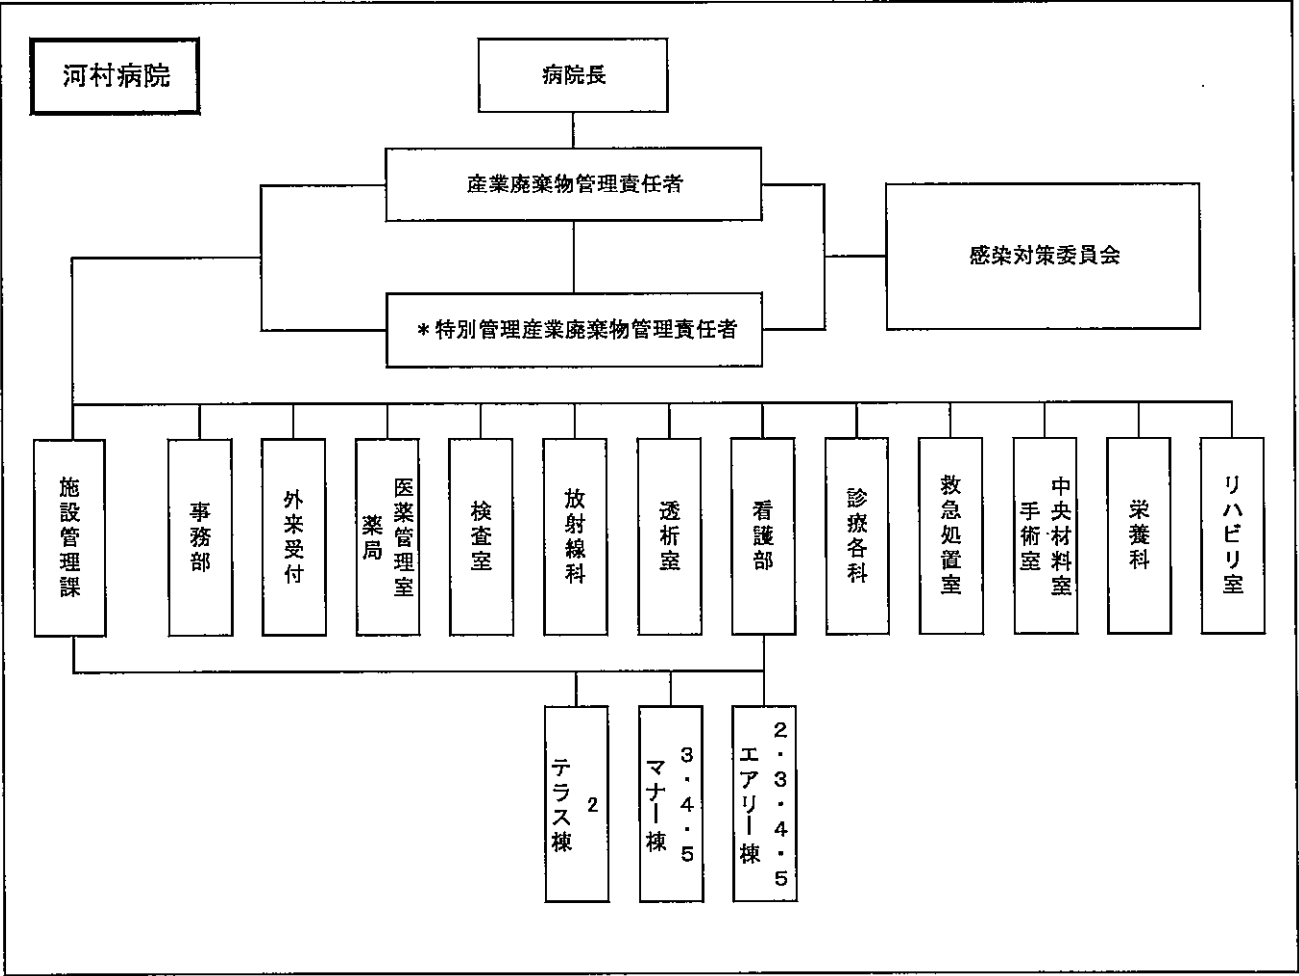 河村病院
病院長
産業廃棄物管理責任者
感染対策委員会
*特別管理産業廃棄物管理責任者
施設管理課
事務部
外来受付
医薬管理室
薬局
検査室
放射線科
透析室
看護部
診療各科
救急処置室
中央材料室
手術室
栄養科
リハビリ室
2
テラス棟
3・4・5
マナー棟
2・3・4・5
エアリー棟